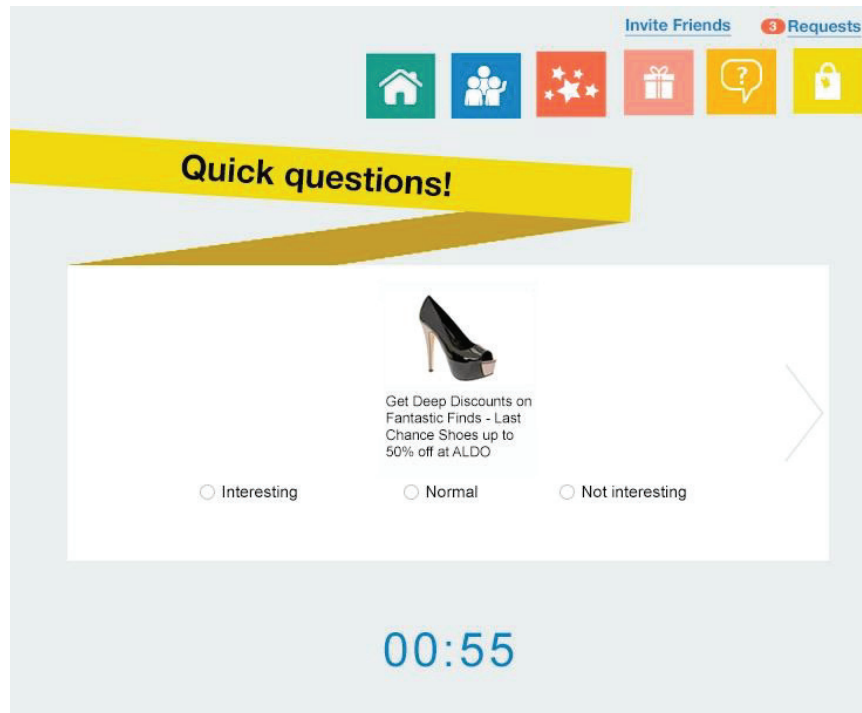 Invite Friends
3 Requests
?
Quick questions!
Get Deep Discounts on
Fantastic Finds - Last
Chance Shoes up to
50% off at ALDO
Interesting
Normal
Not interesting
00:55